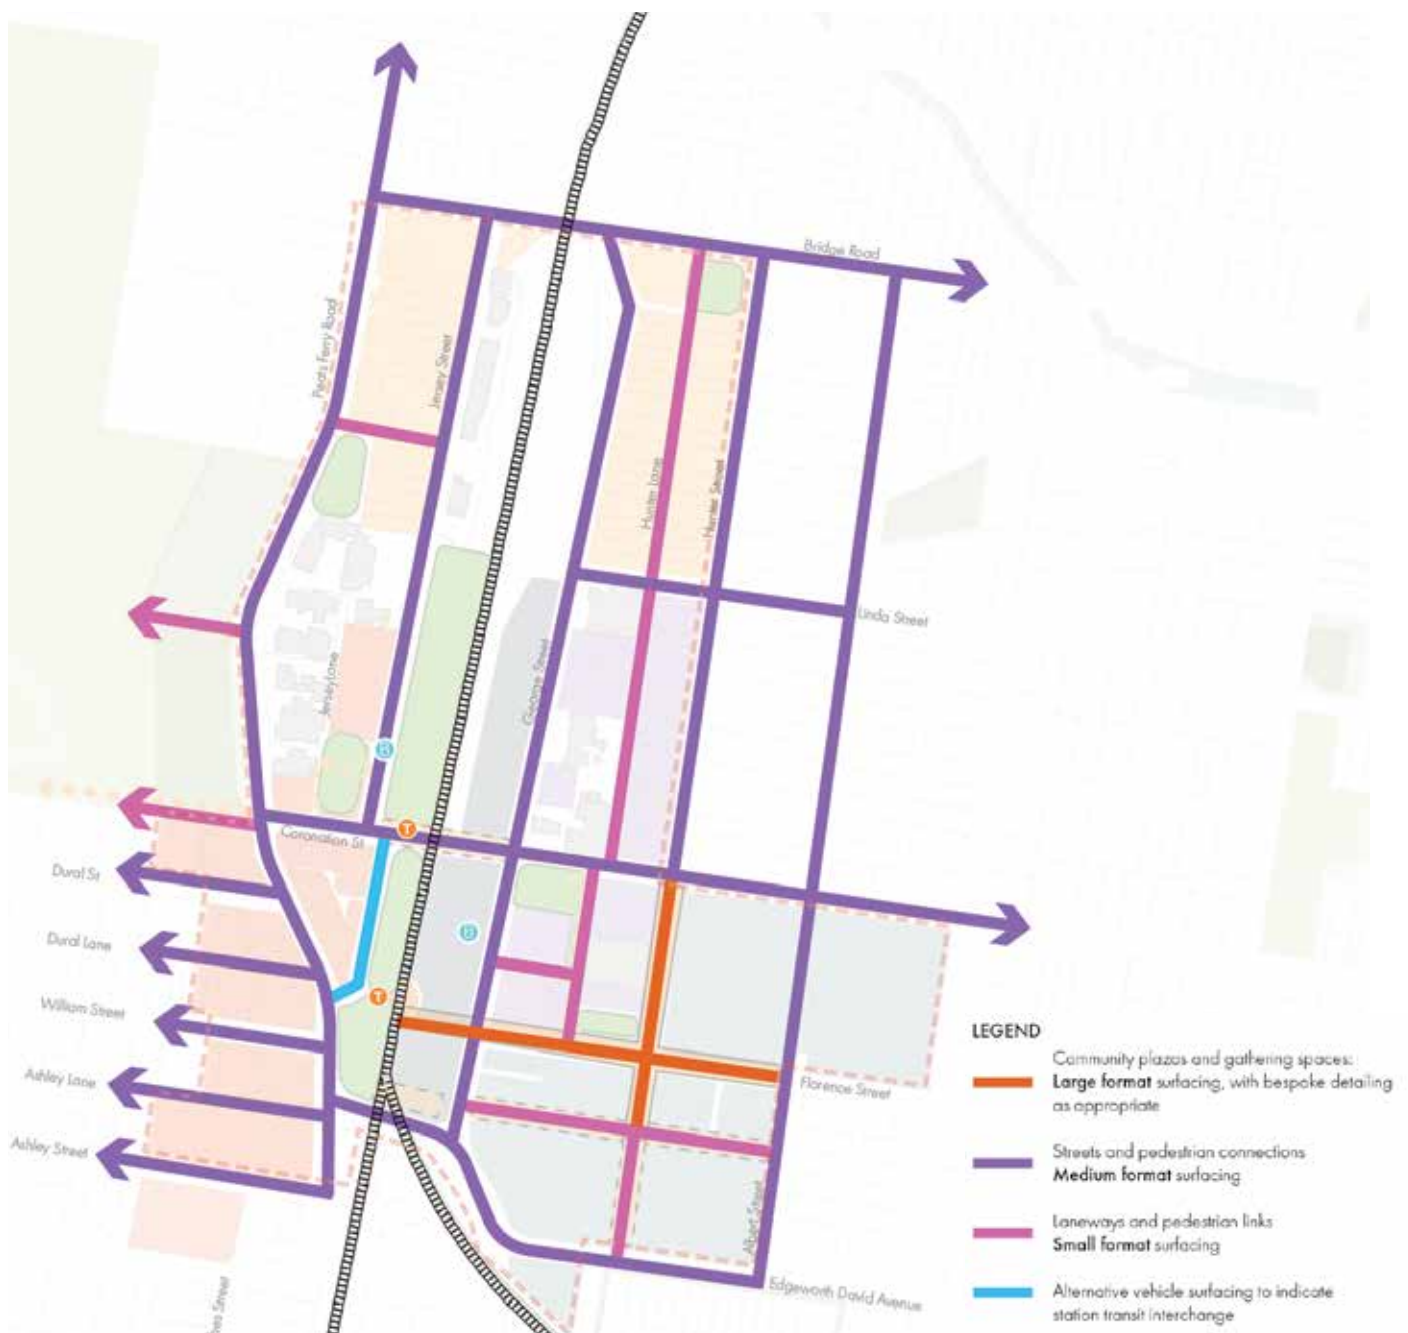 Bridge Road
Peats Ferry Road
Jersey Street
Hunter Lane
Hunter Street
Linda Street
George Street
Jersey Lane
B
T
Coronation St
Dural St
Dural Lane
B
T
William Street
Ashley Lane
Ashley Street
Florence Street
Albert Street
Edgeworth David Avenue
Street
LEGEND
Community plazas and gathering spaces:
Large format surfacing, with bespoke detailing
as appropriate
Streets and pedestrian connections
Medium format surfacing
Laneways and pedestrian links
Small format surfacing
Alternative vehicle surfacing to indicate
station transit interchange